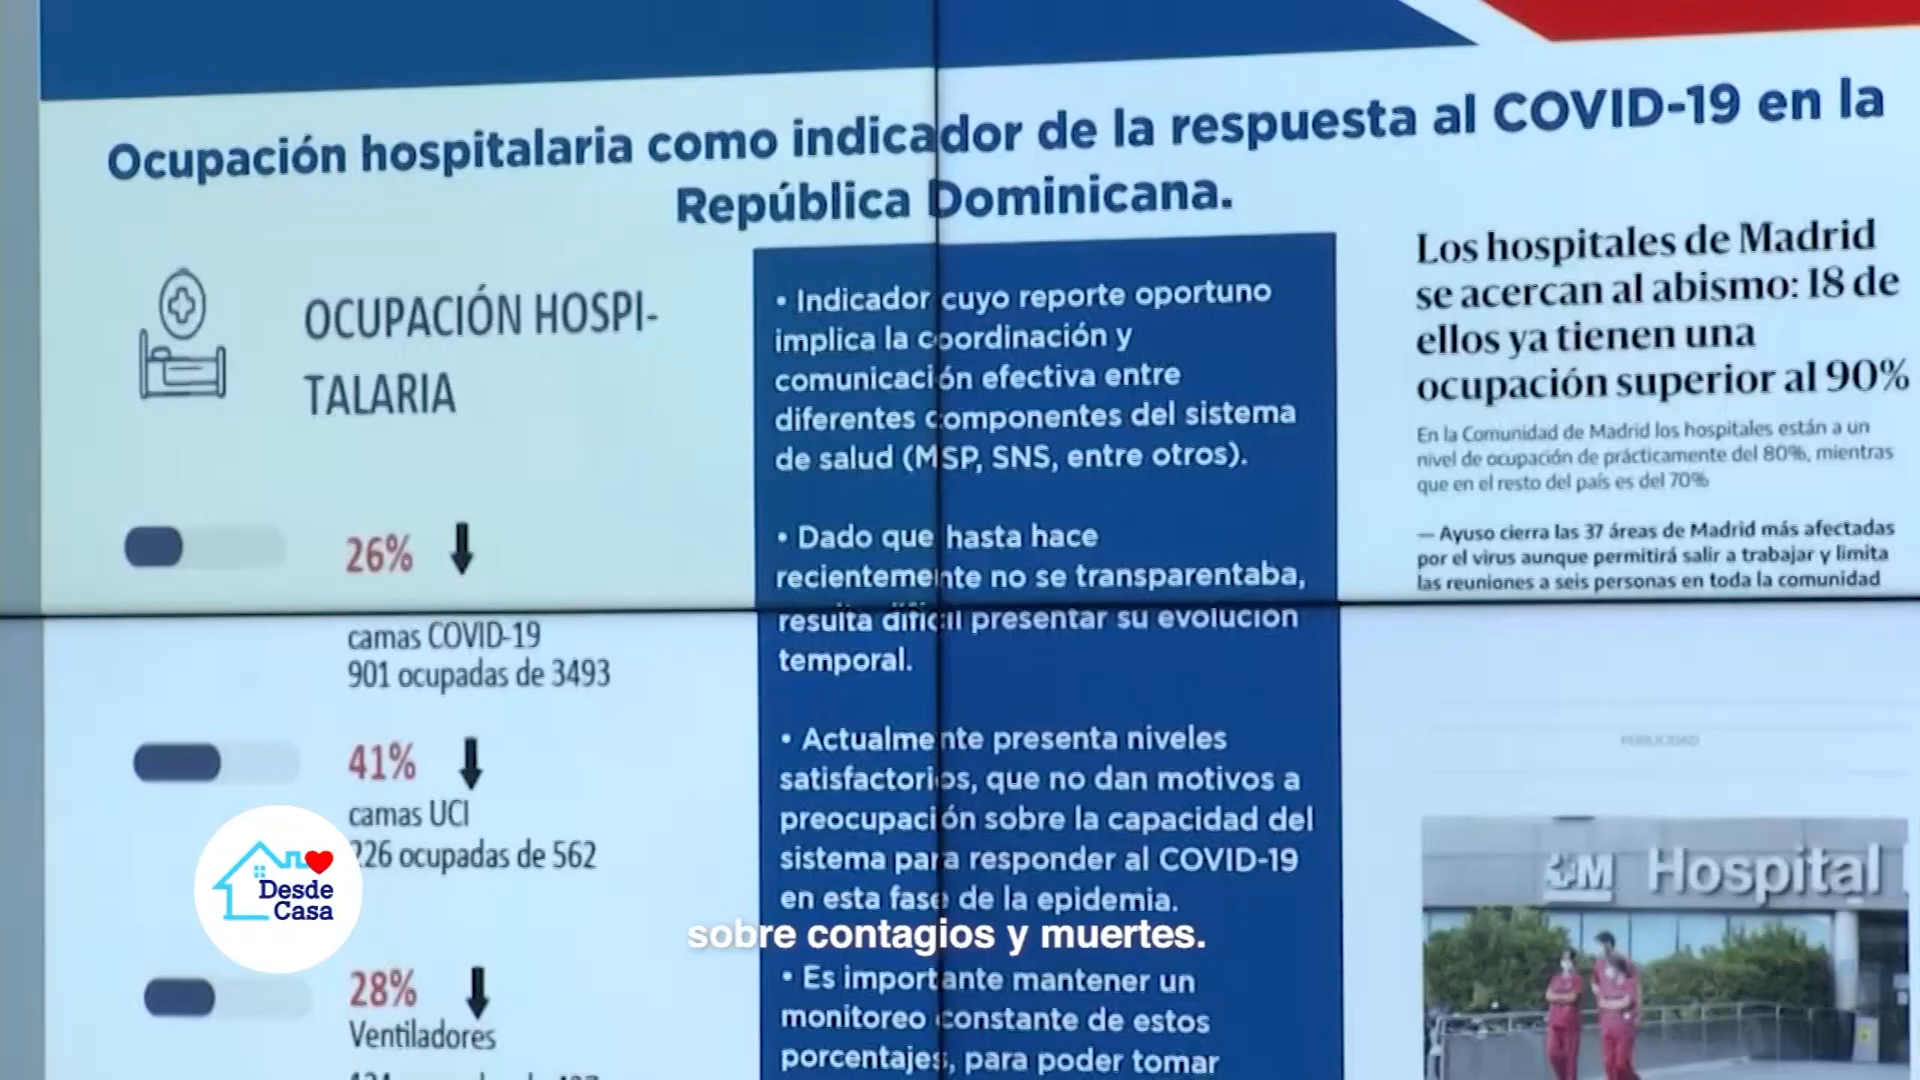 Ocupación hospitalaria como indicador de la respuesta al COVID-19 en la
República Dominicana.
OCUPACIÓN HOSPI-
TALARIA
26%
camas COVID-19
901 ocupadas de 3493
41%
camas UCI
226 ocupadas de 562
28%
Ventiladores
• Indicador cuyo reporte oportuno
implica la coordinación y
comunicación efectiva entre
diferentes componentes del sistema
de salud (MSP, SNS, entre otros).
• Dado que hasta hace
recientemente no se transparentaba,
resulta difícil presentar su evolución
temporal.
• Actualmente presenta niveles
satisfactorios, que no dan motivos a
preocupación sobre la capacidad del
sistema para responder al COVID-19
en esta fase de la epidemia.
• Es importante mantener un
monitoreo constante de estos
porcentajes, para poder tomar
Los hospitales de Madrid
se acercan al abismo: 18 de
ellos ya tienen una
ocupación superior al 90%
En la Comunidad de Madrid los hospitales están a un
nivel de ocupación de prácticamente del 80%, mientras
que en el resto del país es del 70%
— Ayuso cierra las 37 áreas de Madrid más afectadas
por el virus aunque permitirá salir a trabajar y limita
las reuniones a seis personas en toda la comunidad
PUBLICIDAD
Hospital
Desde
Casa
sobre contagios y muertes.